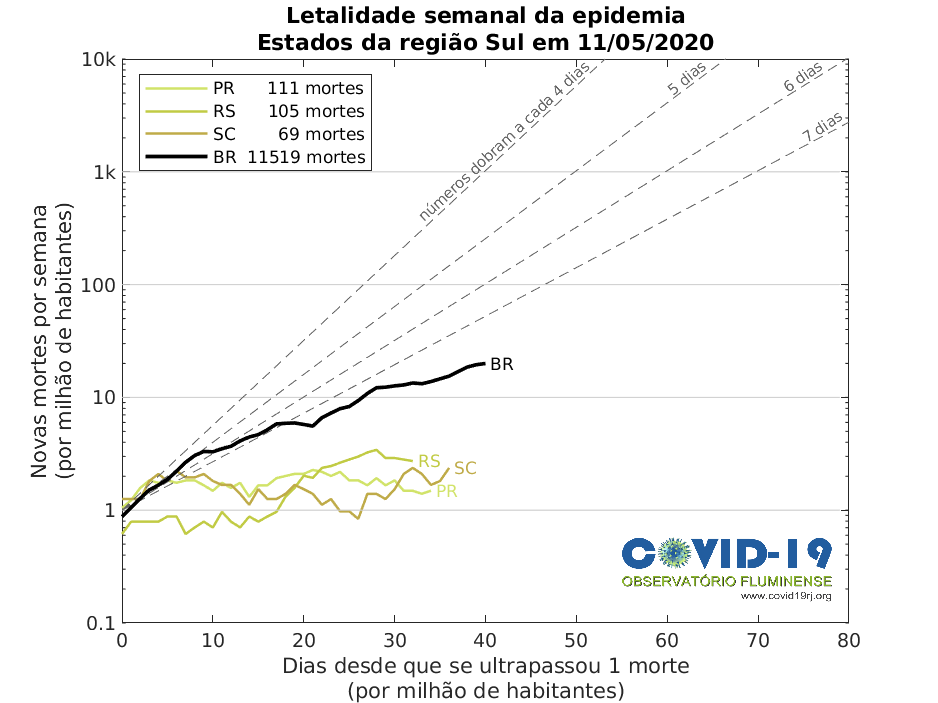 Letalidade semanal da epidemia
Estados da região Sul em 11/05/2020
10k
1k
100
10
1
0.1
Novas mortes por semana
(por milhão de habitantes)
PR 111 mortes
RS 105 mortes
SC 69 mortes
BR 11519 mortes
números dobram a cada 4 dias
5 dias
6 dias
7 dias
BR
RS
SC
PR
COVID-19
OBSERVATÓRIO FLUMINENSE
www.covid19rj.org
0 10 20 30 40 50 60 70 80
Dias desde que se ultrapassou 1 morte
(por milhão de habitantes)